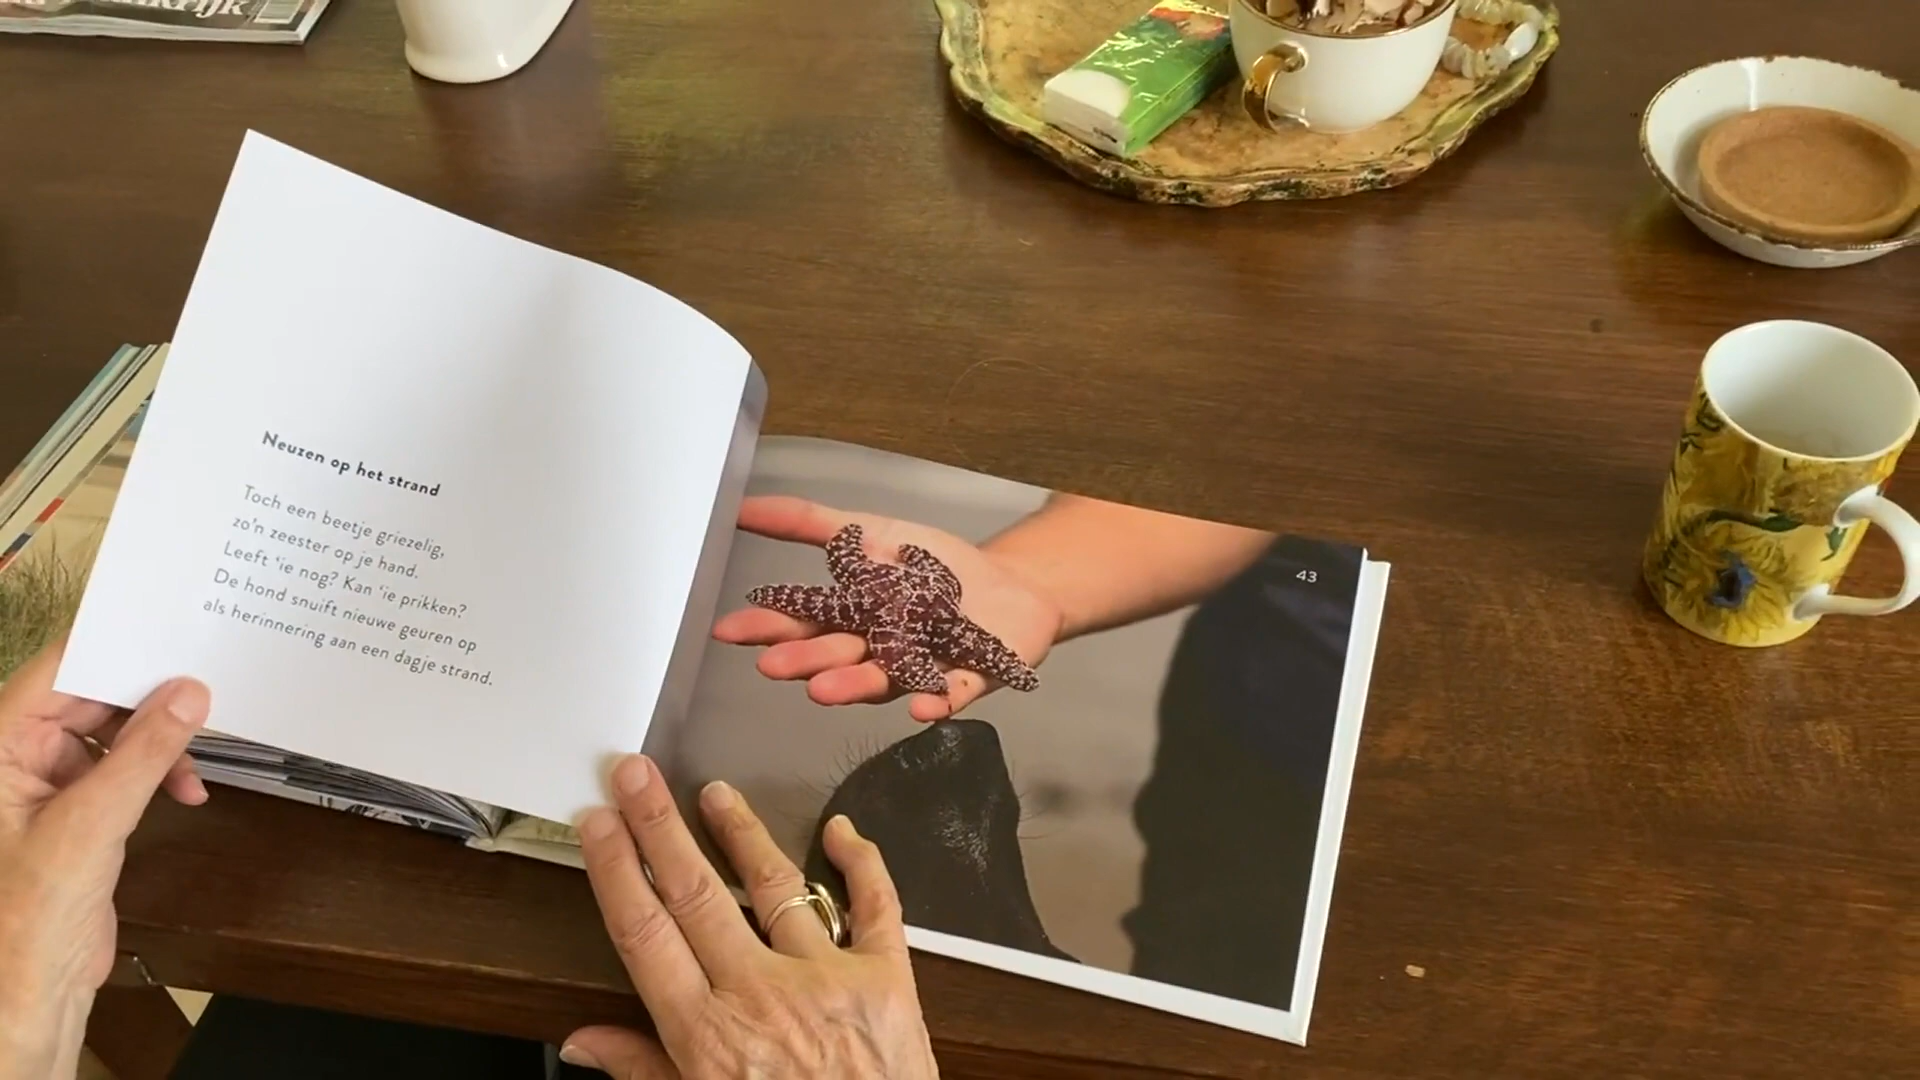 Neuzen op het strand
Toch een beetje griezelig,
zo'n zeester op je hand.
Leeft 'ie nog? Kan 'ie prikken?
De hond snuift nieuwe geuren op
als herinnering aan een dagje strand.
43